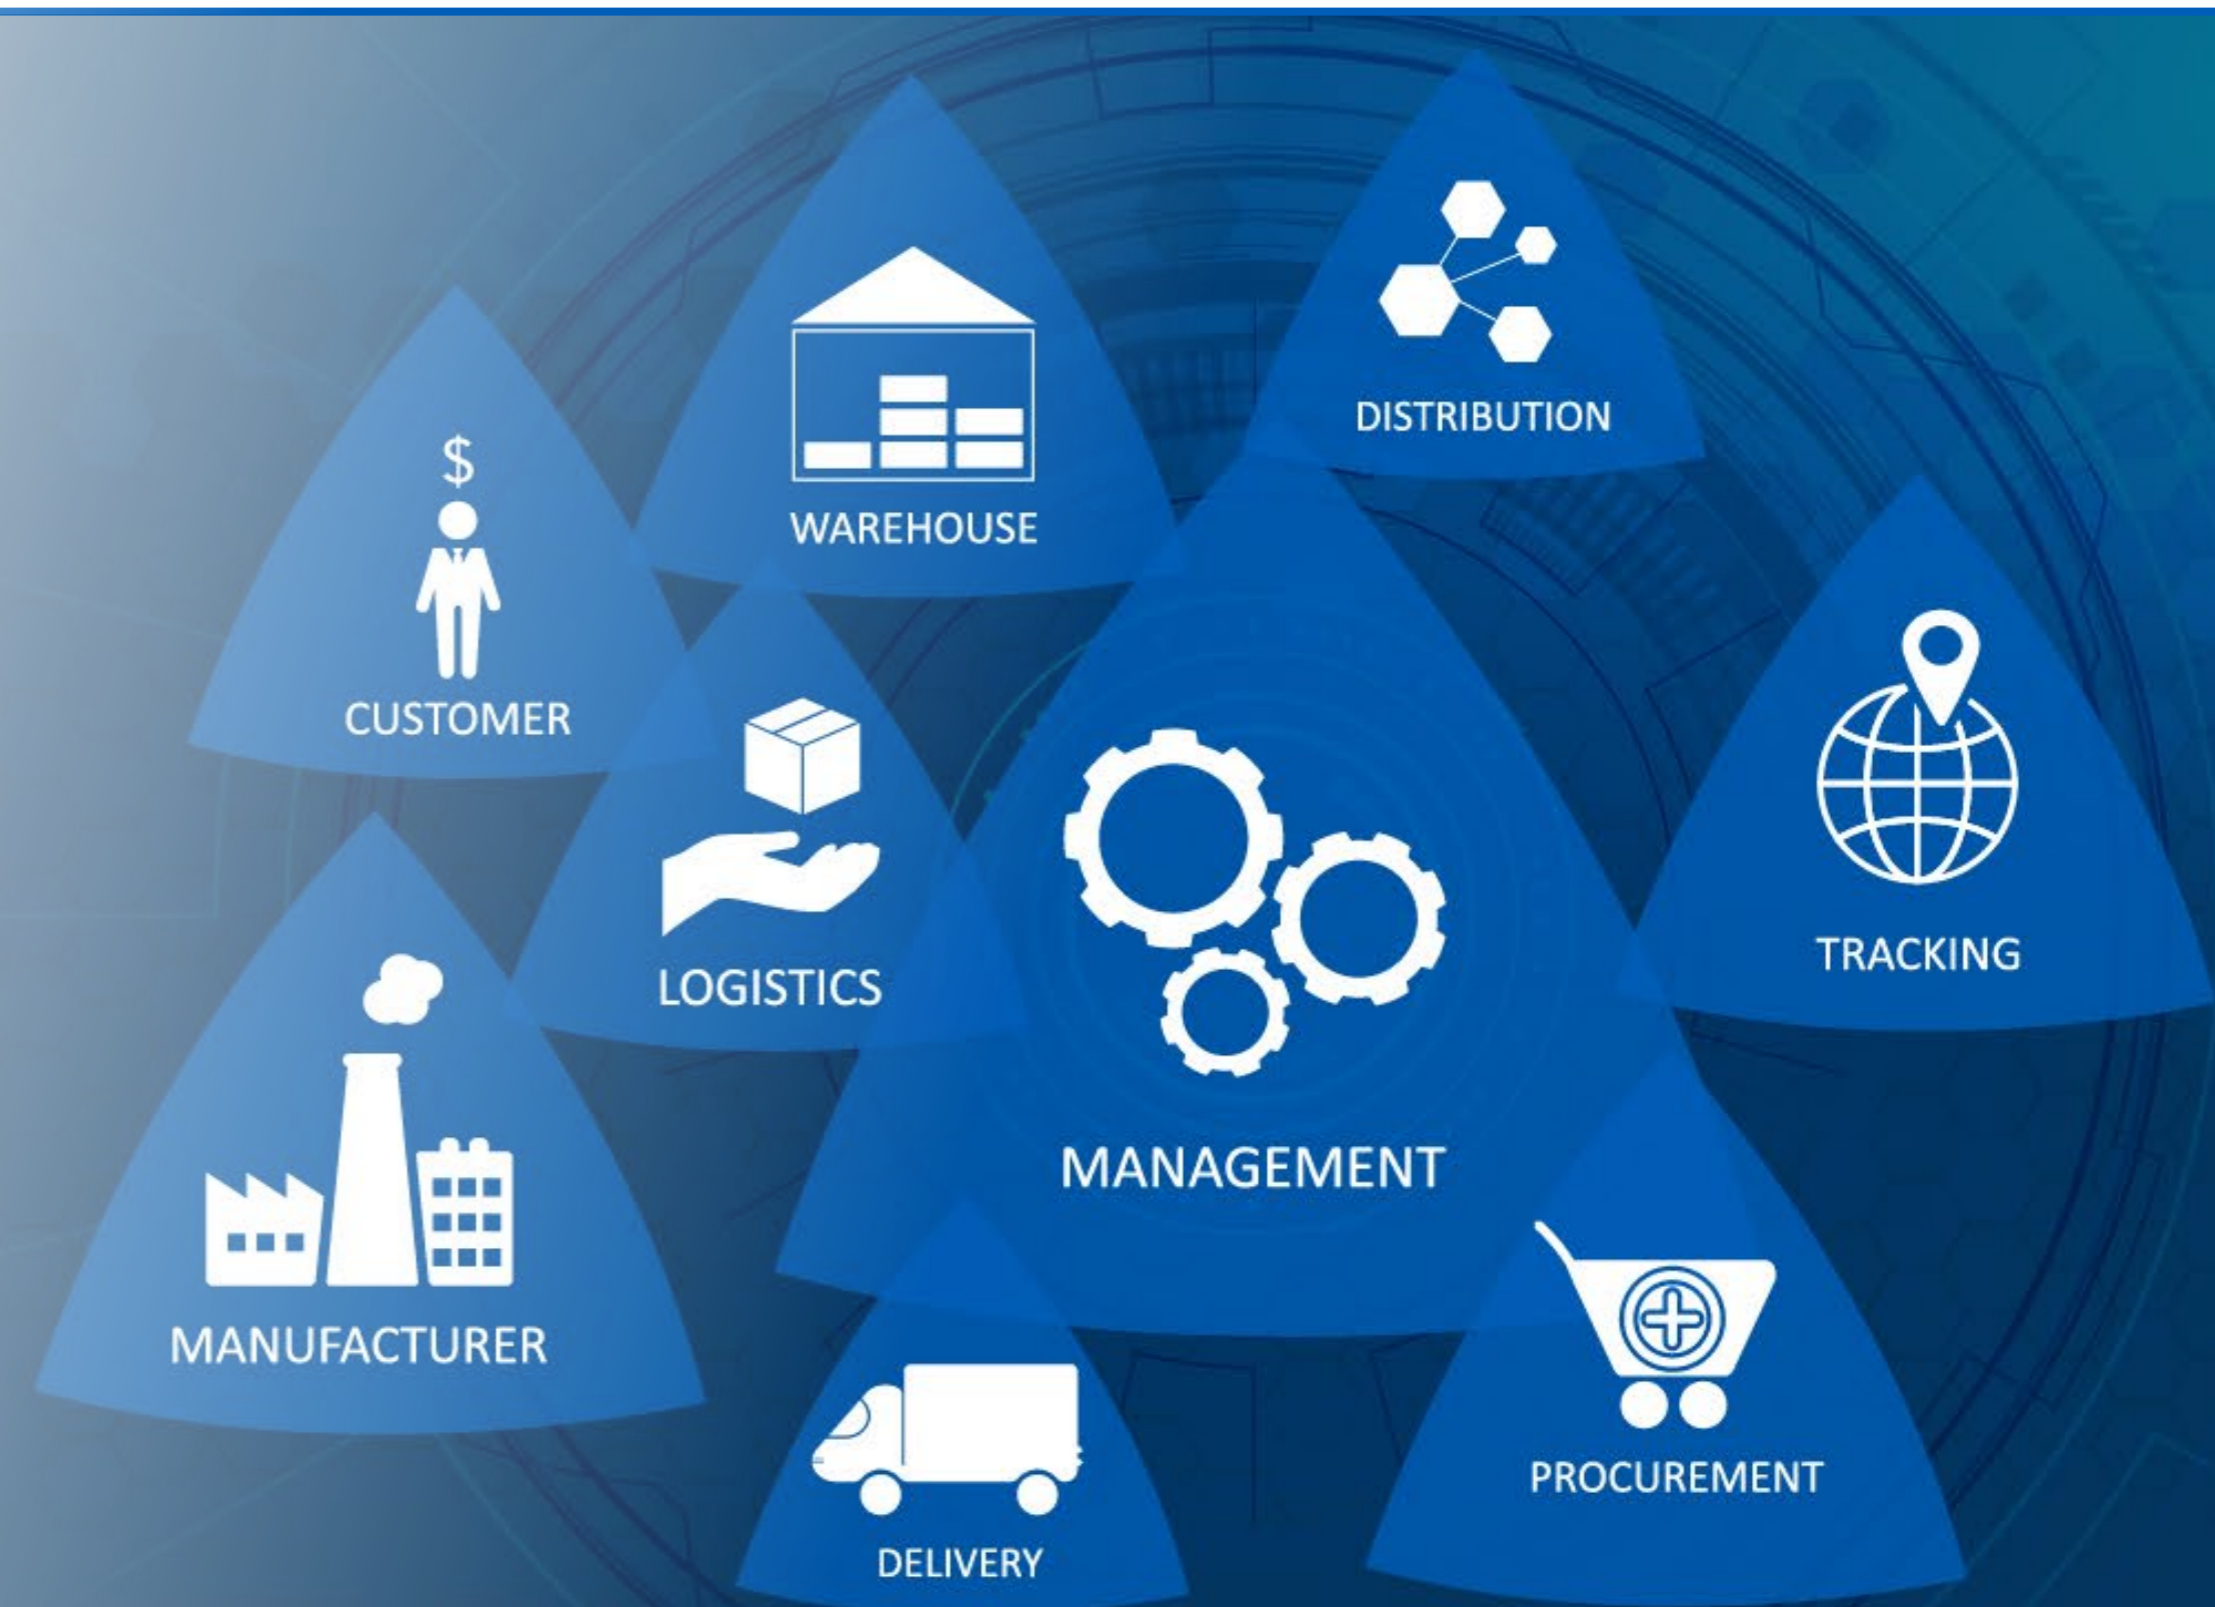 DISTRIBUTION
WAREHOUSE
$
CUSTOMER
TRACKING
LOGISTICS
MANAGEMENT
MANUFACTURER
PROCUREMENT
DELIVERY